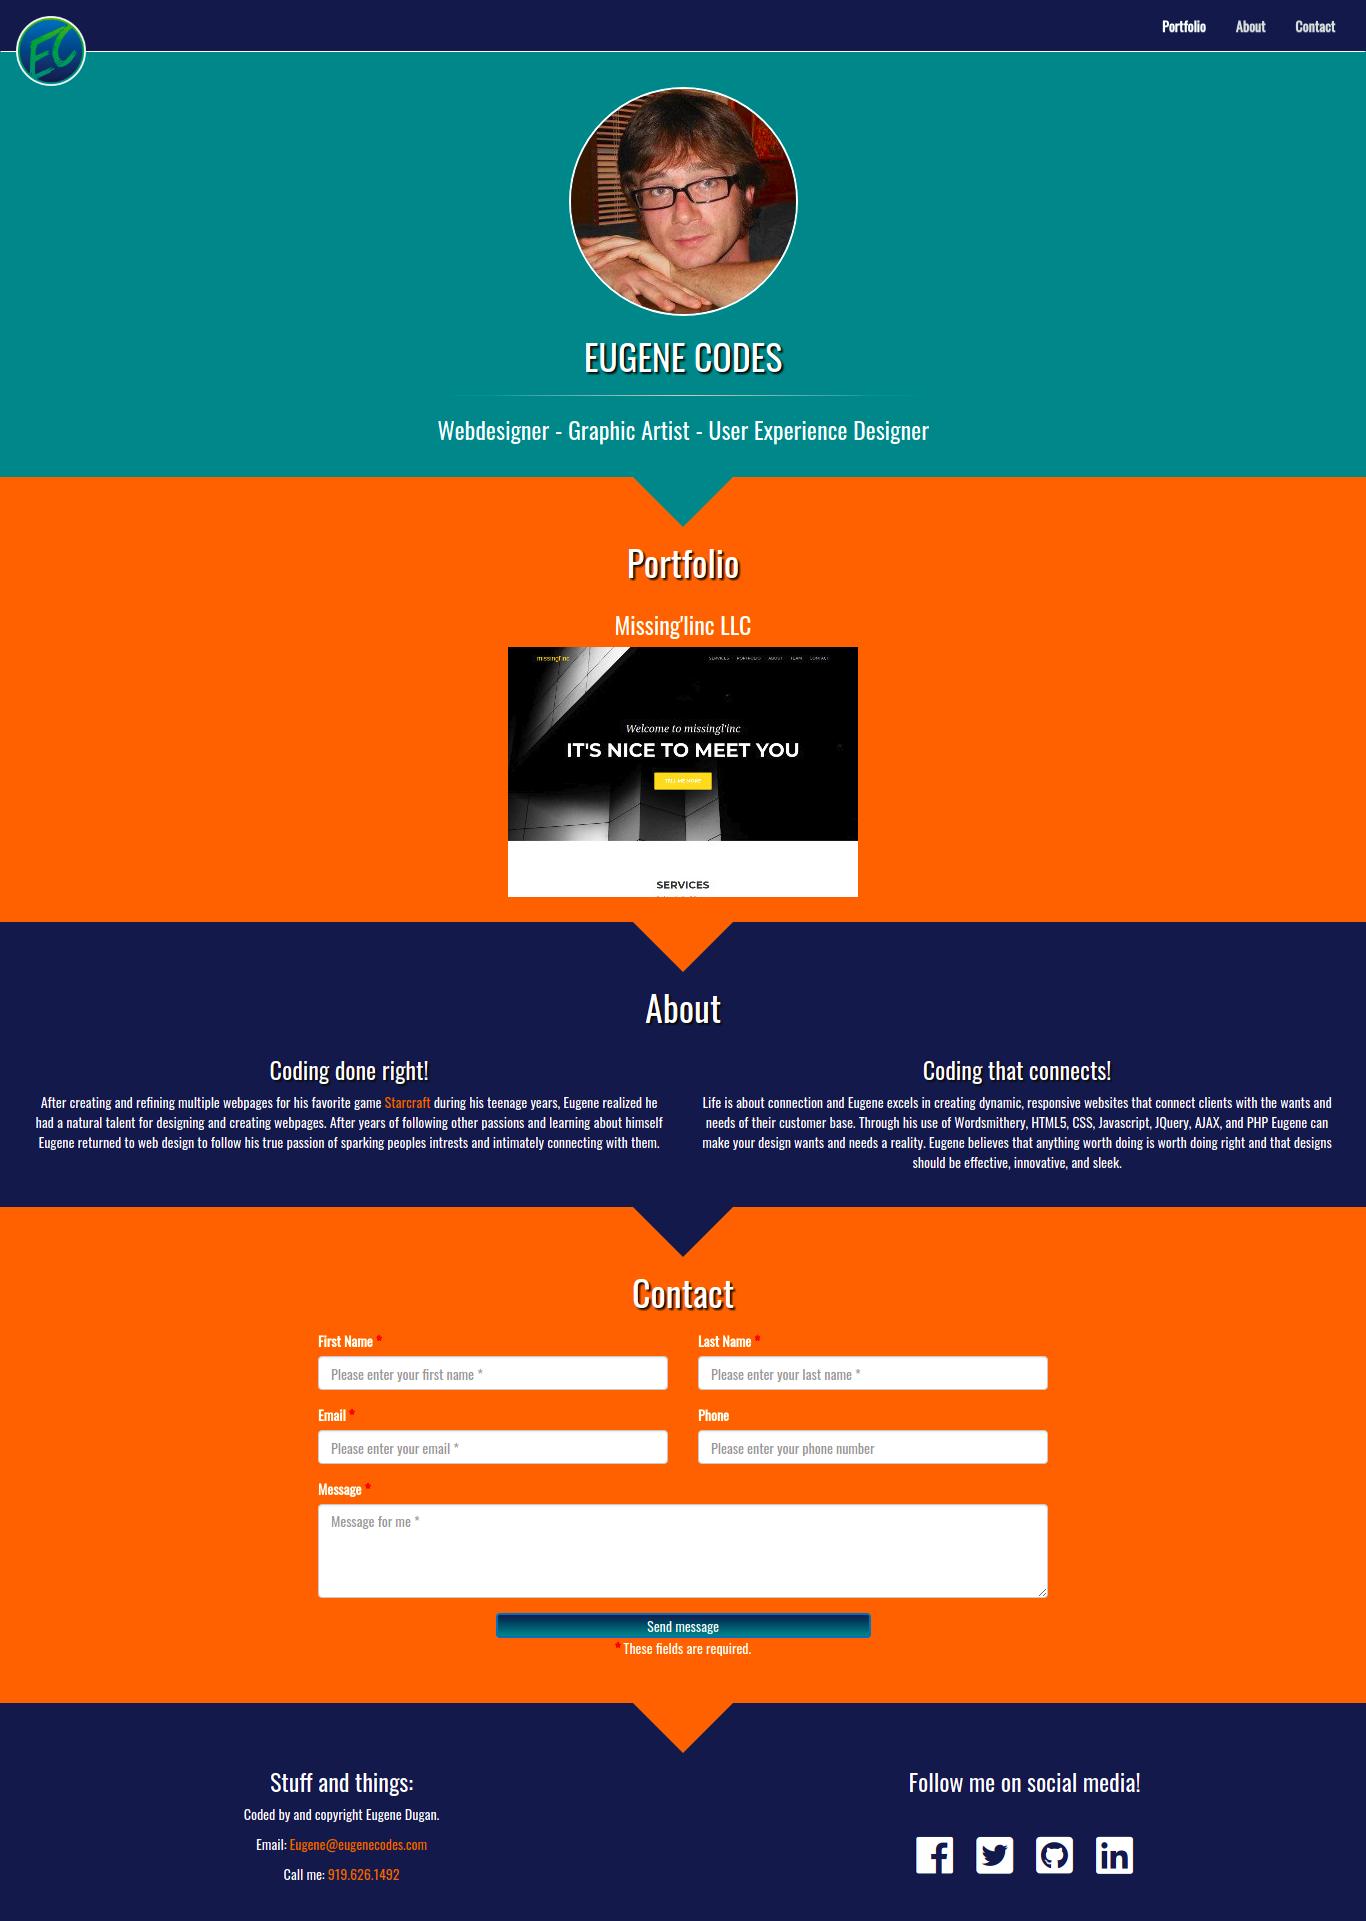 EC
Portfolio
About
Contact
EUGENE CODES
Webdesigner - Graphic Artist - User Experience Designer
Portfolio
Missing'linc LLC
missingl'inc
SERVICES
PORTFOLIO
ABOUT
TEAM
CONTACT
Welcome to missingl'inc
IT'S NICE TO MEET YOU
TELL ME MORE
SERVICES
About
Coding done right!
After creating and refining multiple webpages for his favorite game Starcraft during his teenage years, Eugene realized he
had a natural talent for designing and creating webpages. After years of following other passions and learning about himself
Eugene returned to web design to follow his true passion of sparking peoples intrests and intimately connecting with them.
Coding that connects!
Life is about connection and Eugene excels in creating dynamic, responsive websites that connect clients with the wants and
needs of their customer base. Through his use of Wordsmithery, HTML5, CSS, Javascript, JQuery, AJAX, and PHP Eugene can
make your design wants and needs a reality. Eugene believes that anything worth doing is worth doing right and that designs
should be effective, innovative, and sleek.
Contact
First Name *
Last Name *
Please enter your first name *
Please enter your last name *
Email *
Phone
Please enter your email *
Please enter your phone number
Message *
Message for me *
Send message
* These fields are required.
Stuff and things:
Coded by and copyright Eugene Dugan.
Email: Eugene@eugenecodes.com
Call me: 919.626.1492
Follow me on social media!